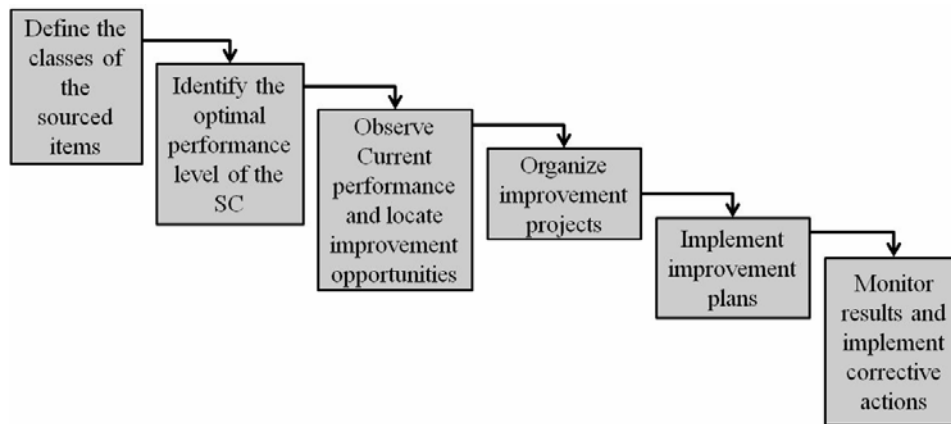 Define the
classes of
the
sourced
items
Identify the
optimal
performance
level of the
SC
Observe
Current
performance
and locate
improvement
opportunities
Organize
improvement
projects
Implement
improvement
plans
Monitor
results and
implement
corrective
actions